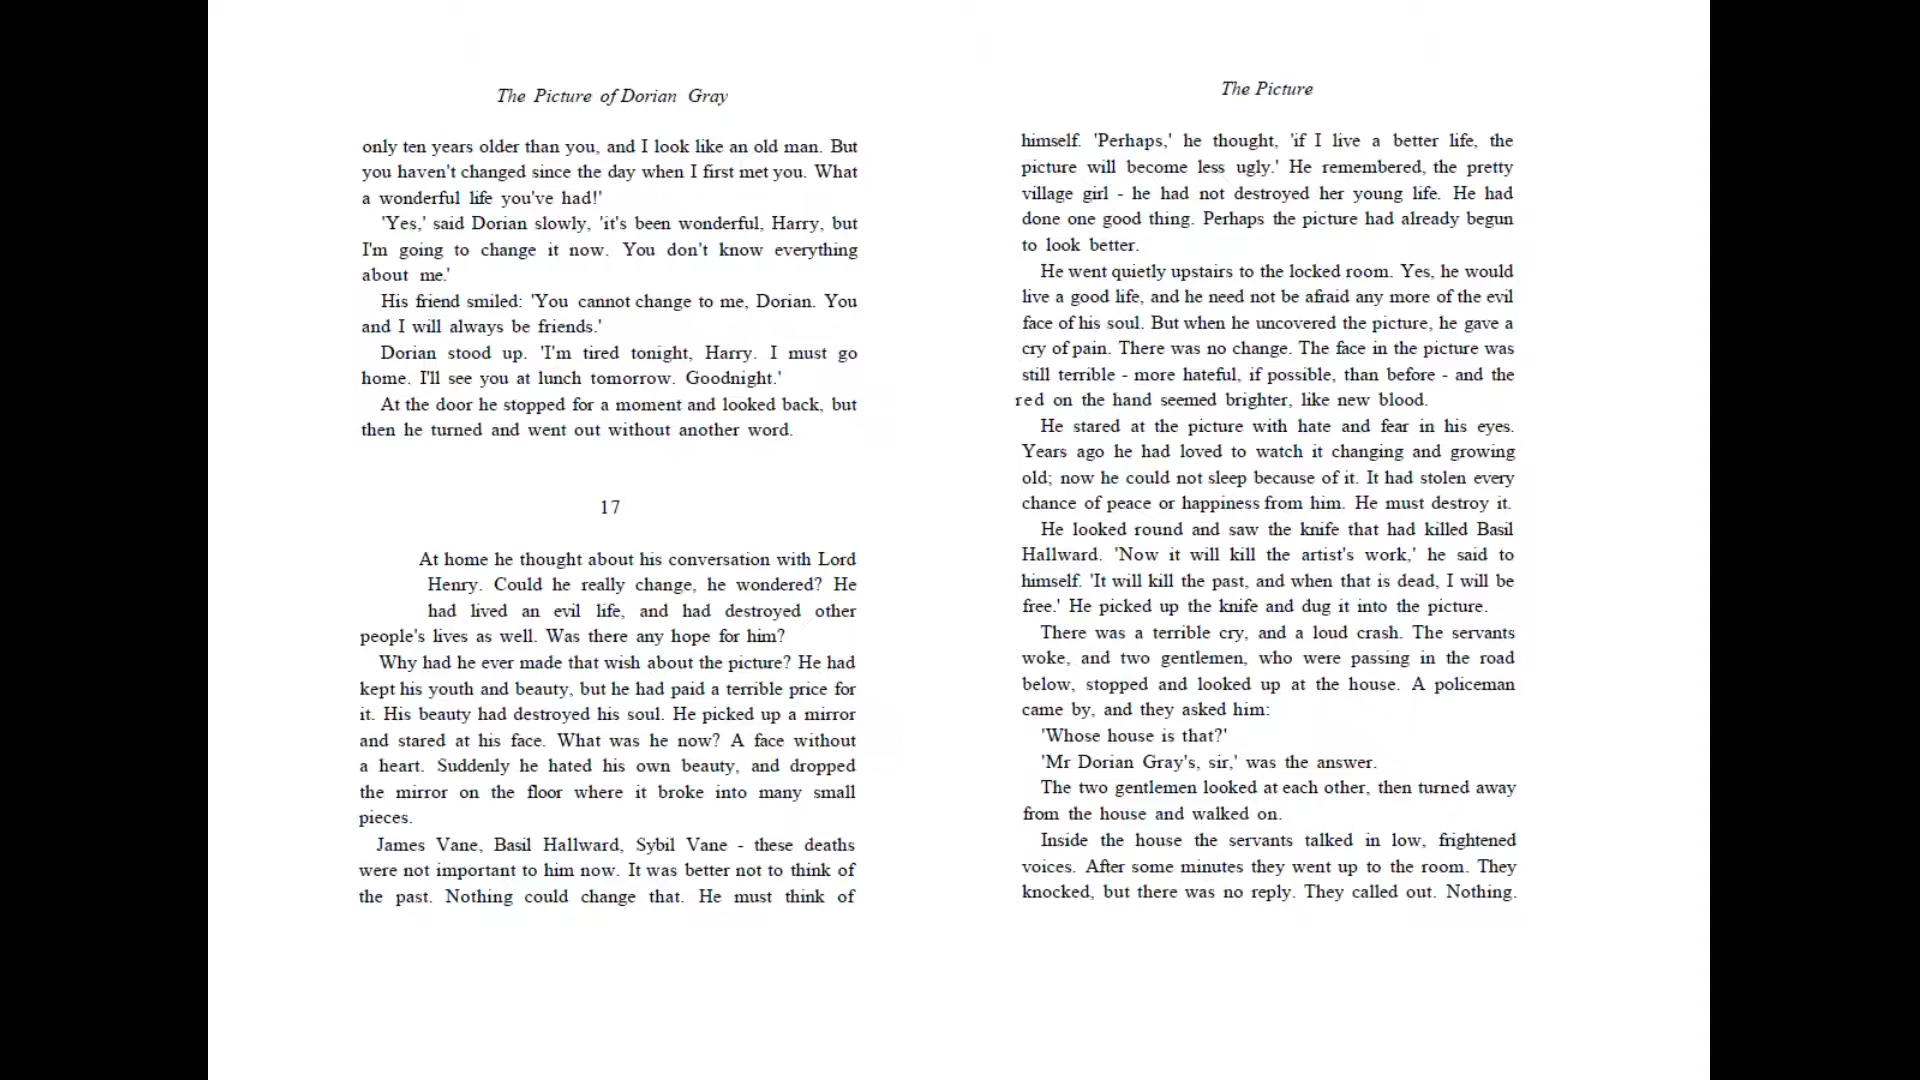 The Picture of Dorian Gray
only ten years older than you, and I look like an old man. But
you haven't changed since the day when I first met you. What
a wonderful life you've had!'
'Yes,' said Dorian slowly, 'it's been wonderful, Harry, but
I'm going to change it now. You don't know everything
about me.'
His friend smiled: 'You cannot change to me, Dorian. You
and I will always be friends.'
Dorian stood up. 'I'm tired tonight, Harry. I must go
home. I'll see you at lunch tomorrow. Goodnight.'
At the door he stopped for a moment and looked back, but
then he turned and went out without another word.
17
At home he thought about his conversation with Lord
Henry. Could he really change, he wondered? He
had lived an evil life, and had destroyed other
people's lives as well. Was there any hope for him?
Why had he ever made that wish about the picture? He had
kept his youth and beauty, but he had paid a terrible price for
it. His beauty had destroyed his soul. He picked up a mirror
and stared at his face. What was he now? A face without
a heart. Suddenly he hated his own beauty, and dropped
the mirror on the floor where it broke into many small
pieces.
James Vane, Basil Hallward, Sybil Vane - these deaths
were not important to him now. It was better not to think of
the past. Nothing could change that. He must think of
The Picture
himself. 'Perhaps,' he thought, 'if I live a better life, the
picture will become less ugly.' He remembered, the pretty
village girl - he had not destroyed her young life. He had
done one good thing. Perhaps the picture had already begun
to look better.
He went quietly upstairs to the locked room. Yes, he would
live a good life, and he need not be afraid any more of the evil
face of his soul. But when he uncovered the picture, he gave a
cry of pain. There was no change. The face in the picture was
still terrible - more hateful, if possible, than before - and the
red on the hand seemed brighter, like new blood.
He stared at the picture with hate and fear in his eyes.
Years ago he had loved to watch it changing and growing
old; now he could not sleep because of it. It had stolen every
chance of peace or happiness from him. He must destroy it.
He looked round and saw the knife that had killed Basil
Hallward. 'Now it will kill the artist's work,' he said to
himself. 'It will kill the past, and when that is dead, I will be
free.' He picked up the knife and dug it into the picture.
There was a terrible cry, and a loud crash. The servants
woke, and two gentlemen, who were passing in the road
below, stopped and looked up at the house. A policeman
came by, and they asked him:
'Whose house is that?'
'Mr Dorian Gray's, sir,' was the answer.
The two gentlemen looked at each other, then turned away
from the house and walked on.
Inside the house the servants talked in low, frightened
voices. After some minutes they went up to the room. They
knocked, but there was no reply. They called out. Nothing.